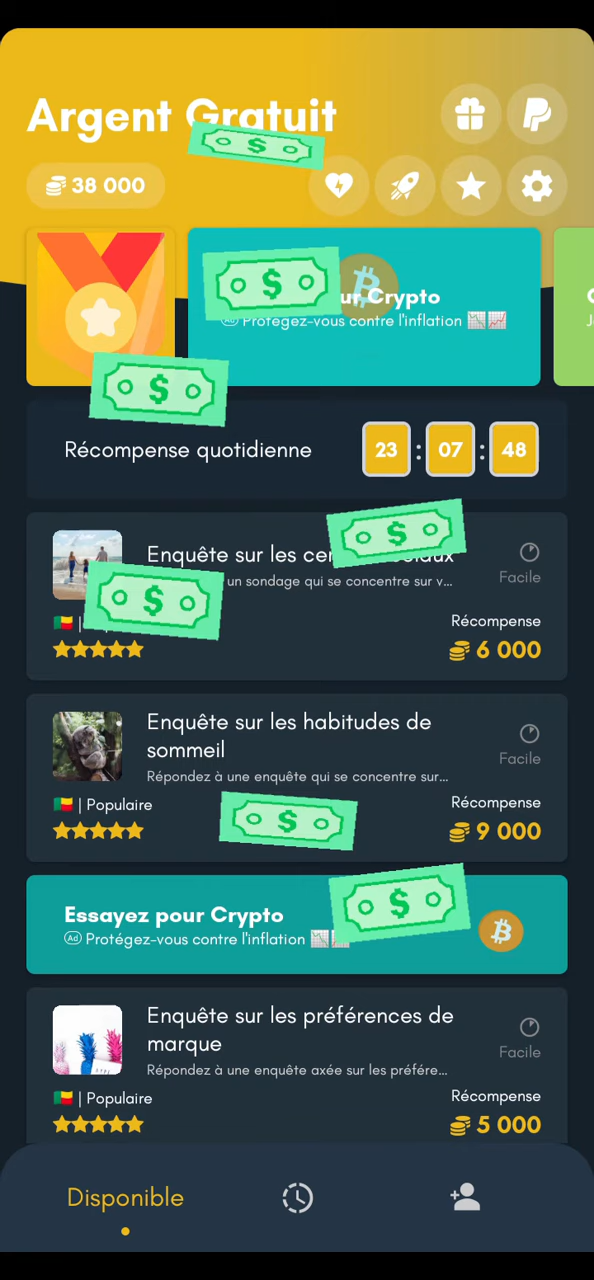 Argent Gratuit
38 000
Crypto
Ad Protégez-vous contre l'inflation
Récompense quotidienne
23 : 07 : 48
Enquête sur les
un sondage qui se concentre sur v...
Facile
Récompense
6 000
Enquête sur les habitudes de
sommeil
Répondez à une enquête qui se concentre sur...
Facile
🇧🇯 | Populaire
Récompense
9 000
Essayez pour Crypto
Ad Protégez-vous contre l'inflation
Enquête sur les préférences de
marque
Répondez à une enquête axée sur les préfére...
Facile
🇧🇯 | Populaire
Récompense
5 000
Disponible